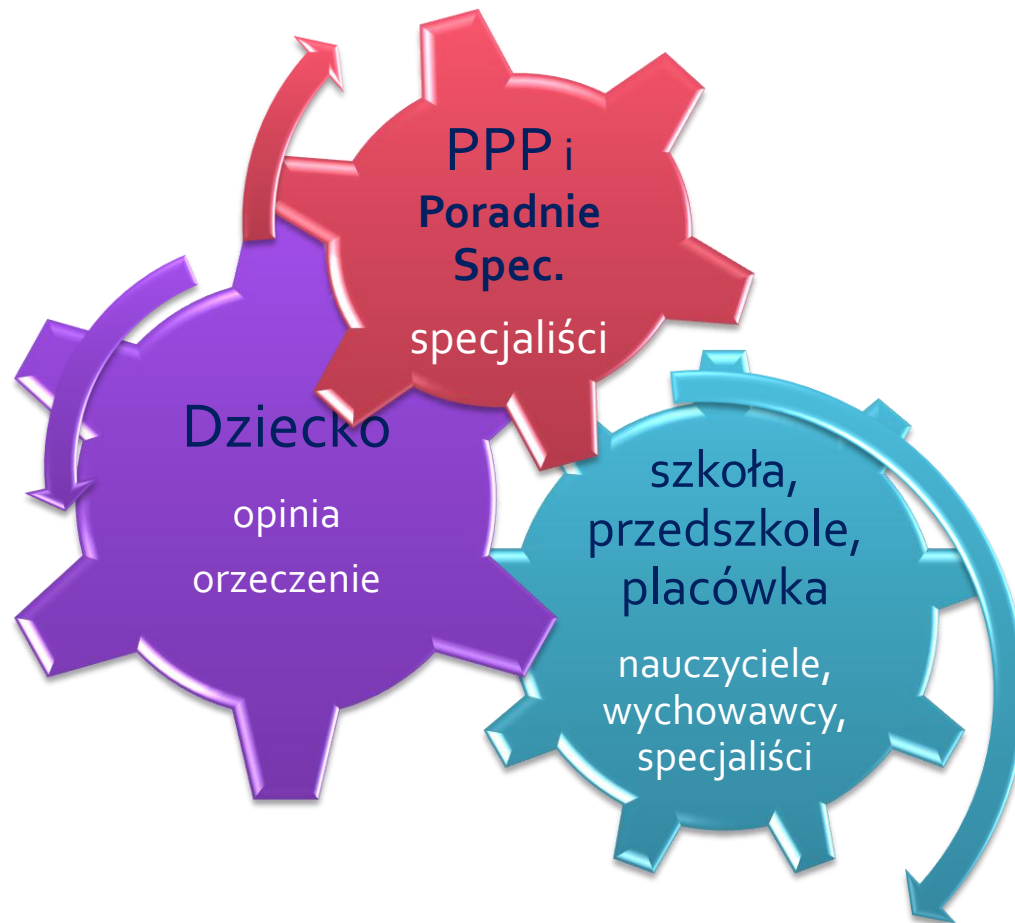 PPP i
Poradnie
Spec.
specjaliści
Dziecko
opinia
orzeczenie
szkoła,
przedszkole,
placówka
nauczyciele,
wychowawcy,
specjaliści